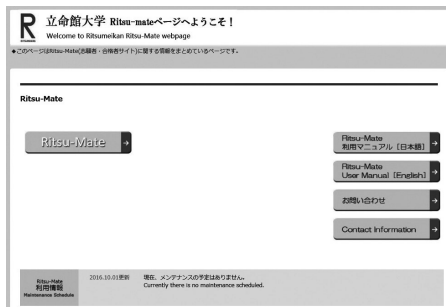 R 立命館大学 Ritsu-mateページへようこそ！
RITSUMEIKAN Welcome to Ritsumeikan Ritsu-Mate webpage
◆このページはRitsu-Mate(志願者・合格者サイト)に関する情報をまとめているページです。
Ritsu-Mate
Ritsu-Mate
Ritsu-Mate
利用マニュアル［日本語］
Ritsu-Mate
User Manual［English］
お問い合わせ
Contact Information
Ritsu-Mate
利用情報
Maintenance Schedule
2016.10.01更新 現在、メンテナンスの予定はありません。
Currently there is no maintenance scheduled.